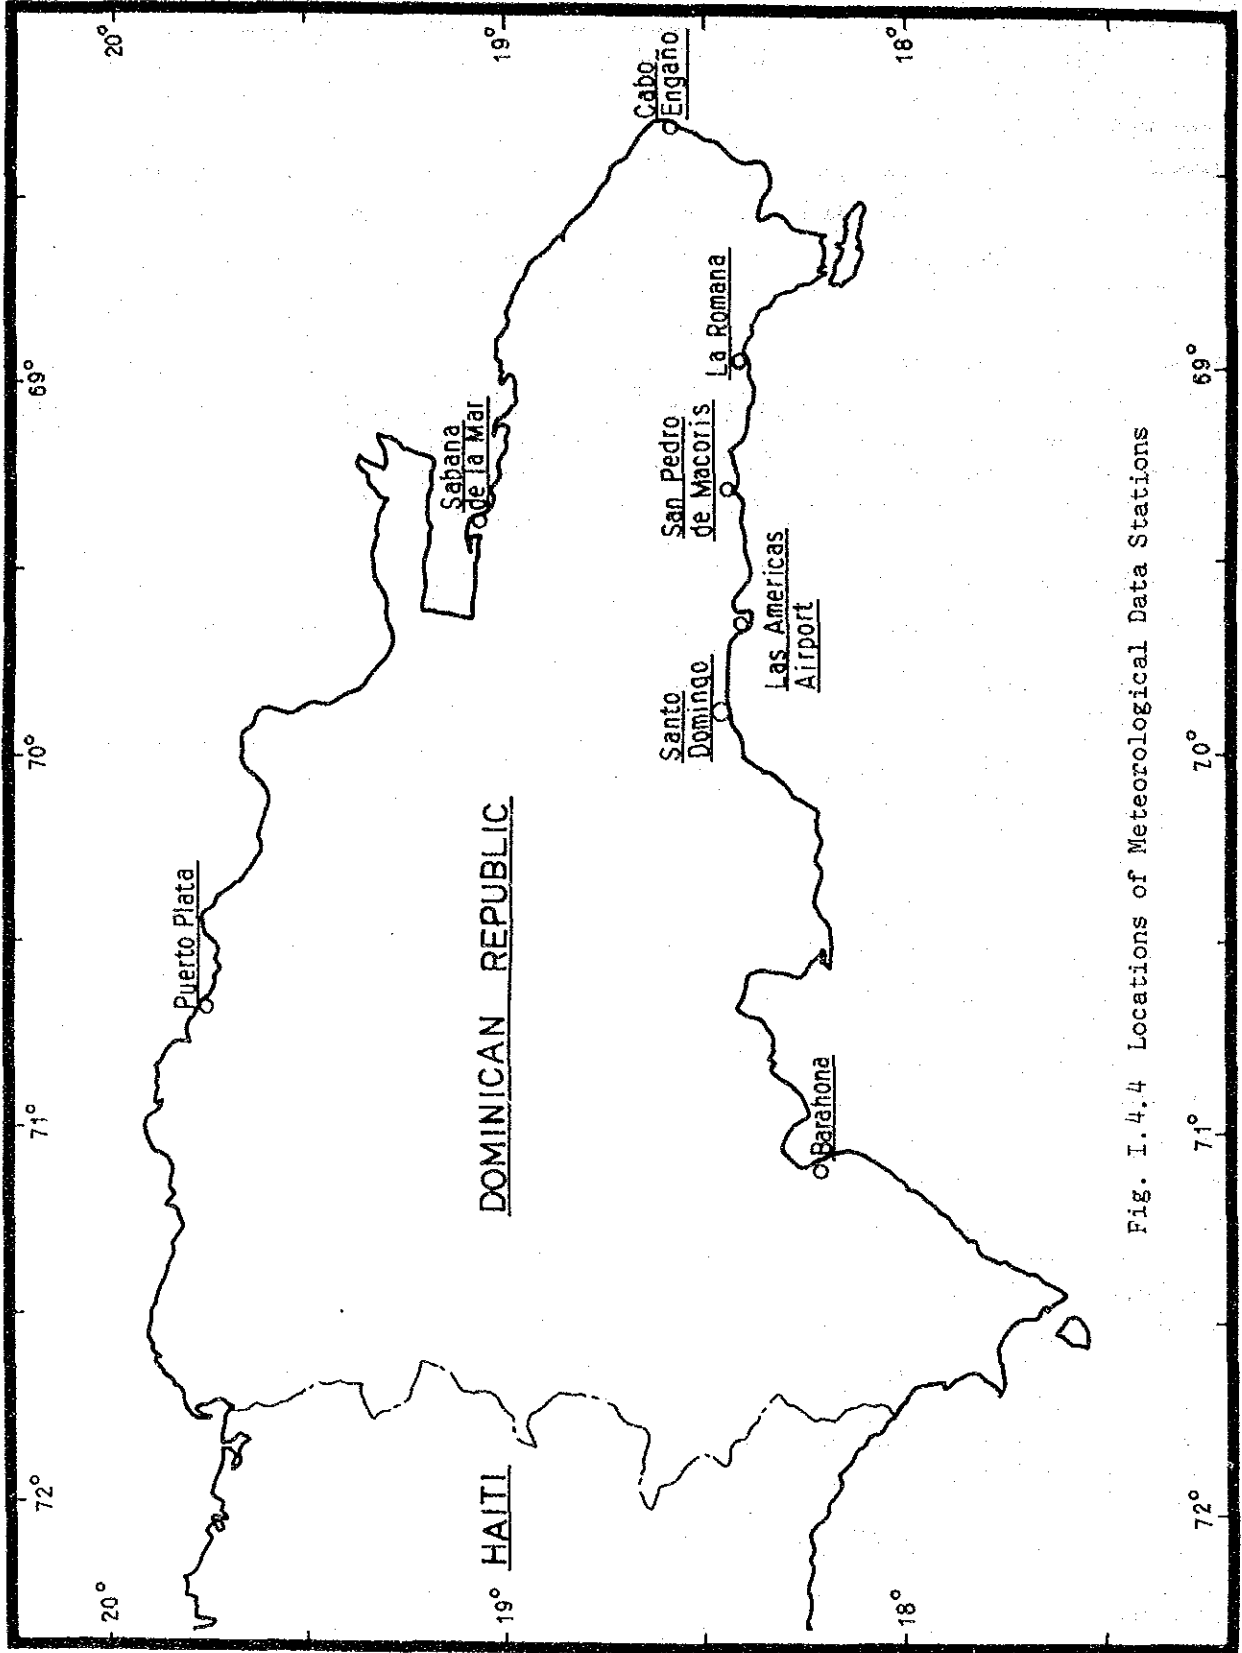 72°
71°
70°
69°
20°
20°
Puerto Plata
Sabana
de la Mar
19°
HAITI
DOMINICAN REPUBLIC
19°
Cabo
Engaño
Santo
Domingo
San Pedro
de Macoris
La Romana
Las Americas
Airport
Barahona
18°
18°
72°
71°
70°
69°
Fig. I.4.4 Locations of Meteorological Data Stations